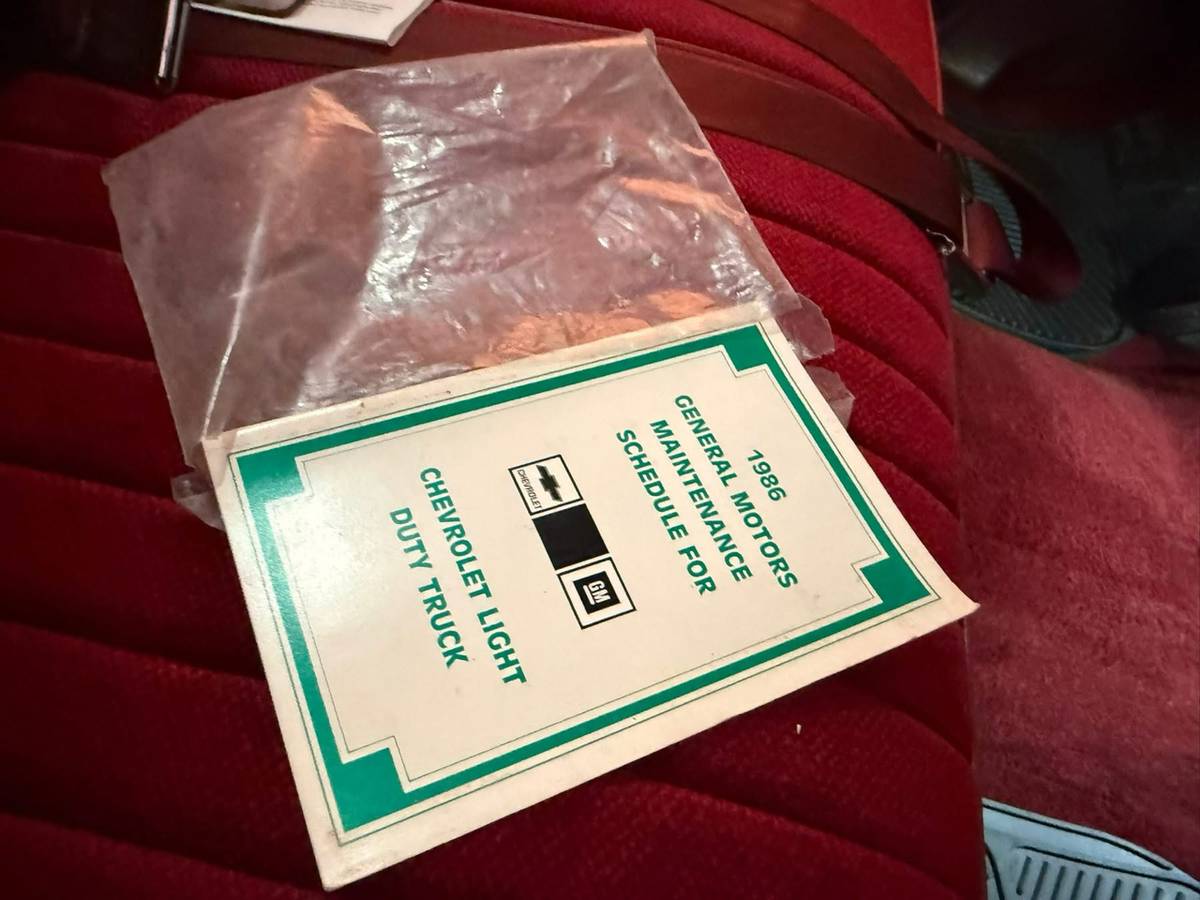 1986
GENERAL MOTORS
MAINTENANCE
SCHEDULE FOR
CHEVROLET
GM
CHEVROLET LIGHT
DUTY TRUCK